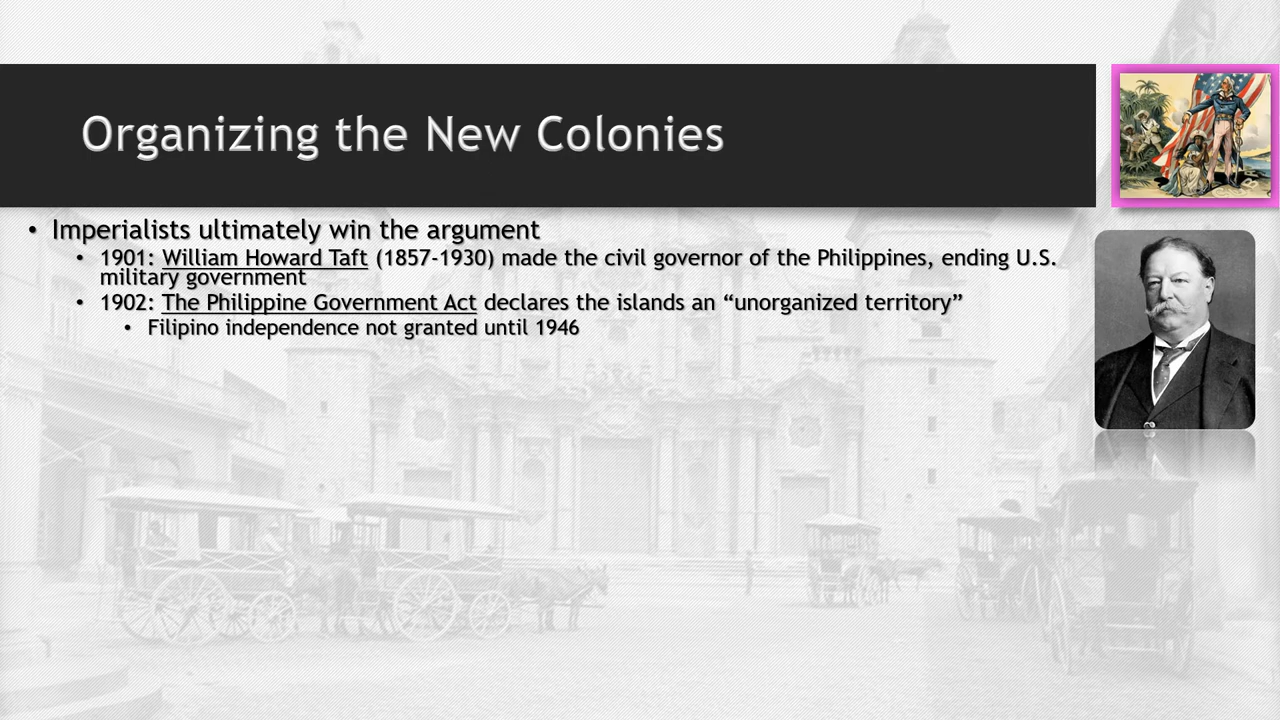 Organizing the New Colonies
• Imperialists ultimately win the argument
• 1901: William Howard Taft (1857-1930) made the civil governor of the Philippines, ending U.S.
military government
• 1902: The Philippine Government Act declares the islands an “unorganized territory”
• Filipino independence not granted until 1946